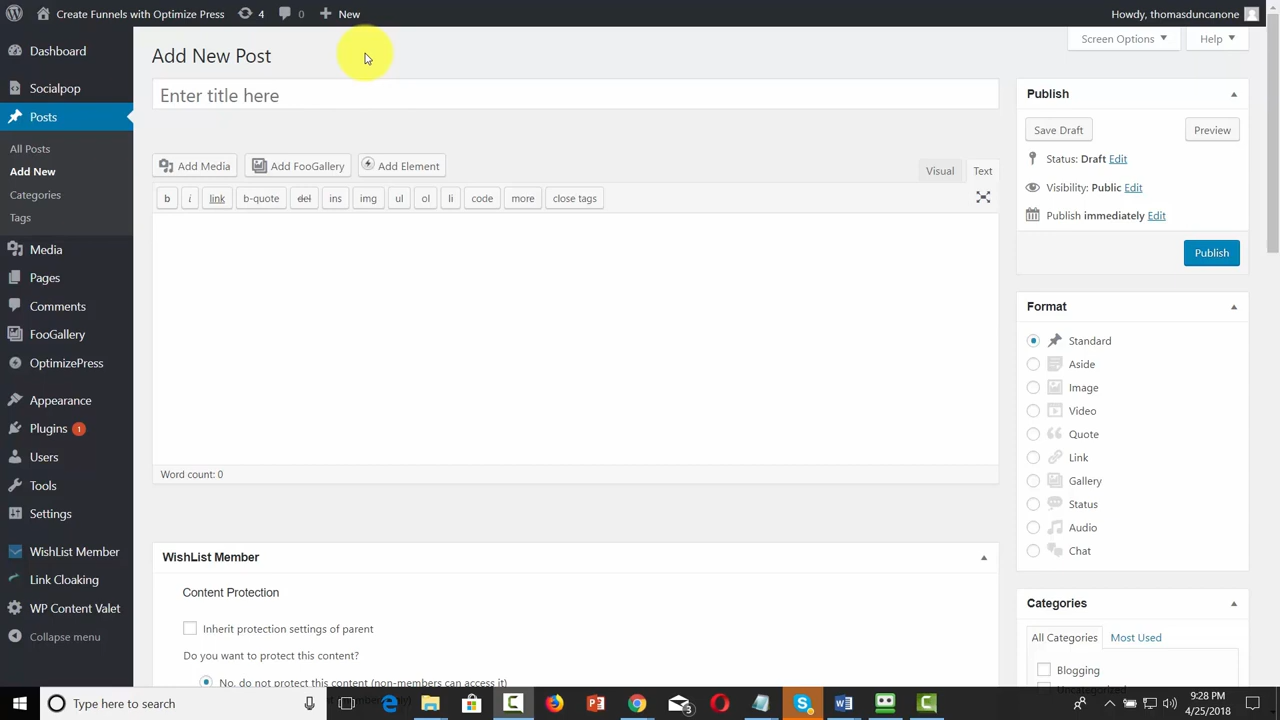 Create Funnels with Optimize Press 4 0 New Howdy, thomasduncanone
Dashboard
Socialpop
Posts
All Posts
Add New
Categories
Tags
Media
Pages
Comments
FooGallery
OptimizePress
Appearance
Plugins 1
Users
Tools
Settings
WishList Member
Link Cloaking
WP Content Valet
Collapse menu
Screen Options Help
Add New Post
Enter title here
Add Media Add FooGallery Add Element
Visual Text
b i link b-quote del ins img ul ol li code more close tags
Word count: 0
WishList Member
Content Protection
Inherit protection settings of parent
Do you want to protect this content?
No, do not protect this content (non-members can access it)
Publish
Save Draft Preview
Status: Draft Edit
Visibility: Public Edit
Publish immediately Edit
Publish
Format
Standard
Aside
Image
Video
Quote
Link
Gallery
Status
Audio
Chat
Categories
All Categories Most Used
Blogging
Uncategorized
Type here to search
3
9:28 PM
4/25/2018